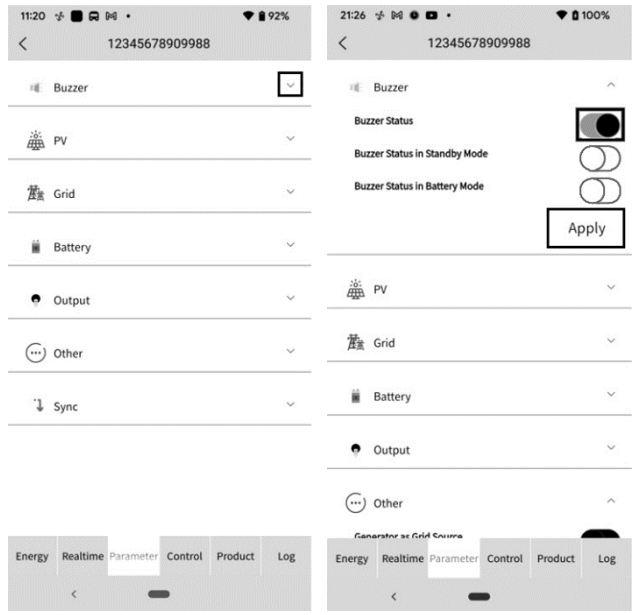 11:20
92%
12345678909988
Buzzer
PV
Grid
Battery
Output
Other
Sync
Energy Realtime Parameter Control Product Log
21:26
100%
12345678909988
Buzzer
Buzzer Status
Buzzer Status in Standby Mode
Buzzer Status in Battery Mode
Apply
PV
Grid
Battery
Output
Other
Generator as Grid Source
Energy Realtime Parameter Control Product Log